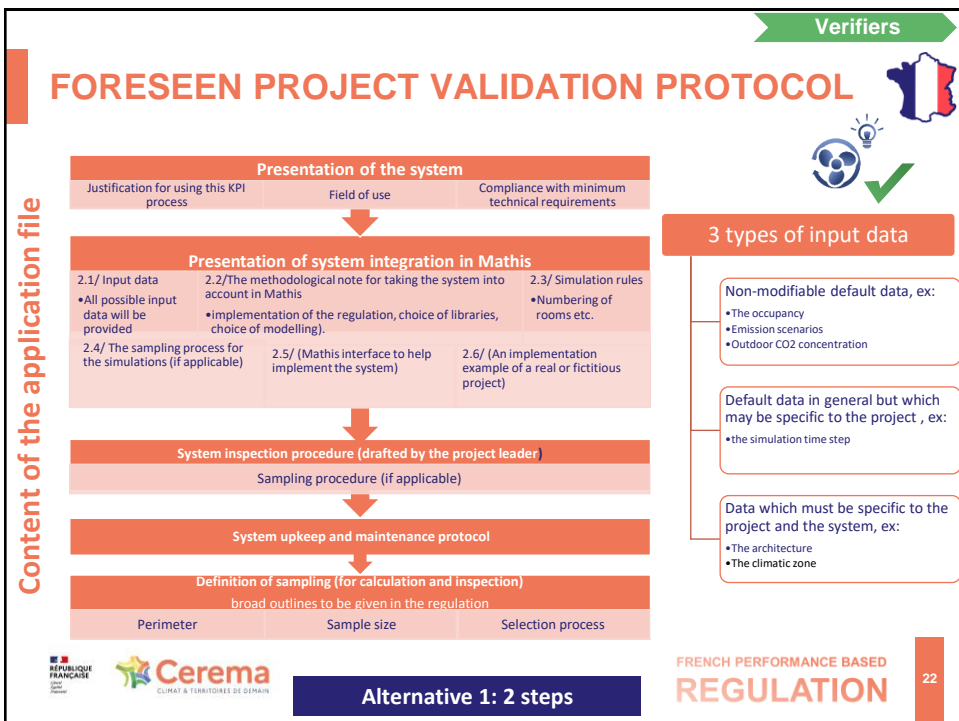 Verifiers
FORESEEN PROJECT VALIDATION PROTOCOL
Content of the application file
Presentation of the system
Justification for using this KPI
process
Field of use
Compliance with minimum
technical requirements
Presentation of system integration in Mathis
2.1/ Input data
•All possible input
data will be
provided
2.2/The methodological note for taking the system into
account in Mathis
•implementation of the regulation, choice of libraries,
choice of modelling).
2.3/ Simulation rules
•Numbering of
rooms etc.
2.4/ The sampling process for
the simulations (if applicable)
2.5/ (Mathis interface to help
implement the system)
2.6/ (An implementation
example of a real or fictitious
project)
System inspection procedure (drafted by the project leader)
Sampling procedure (if applicable)
System upkeep and maintenance protocol
Definition of sampling (for calculation and inspection)
broad outlines to be given in the regulation
Perimeter
Sample size
Selection process
3 types of input data
Non-modifiable default data, ex:
•The occupancy
•Emission scenarios
•Outdoor CO2 concentration
Default data in general but which
may be specific to the project , ex:
•the simulation time step
Data which must be specific to the
project and the system, ex:
•The architecture
•The climatic zone
RÉPUBLIQUE
FRANÇAISE
Liberté
Égalité
Fraternité
Cerema
CLIMAT & TERRITOIRES DE DEMAIN
Alternative 1: 2 steps
FRENCH PERFORMANCE BASED
REGULATION
22